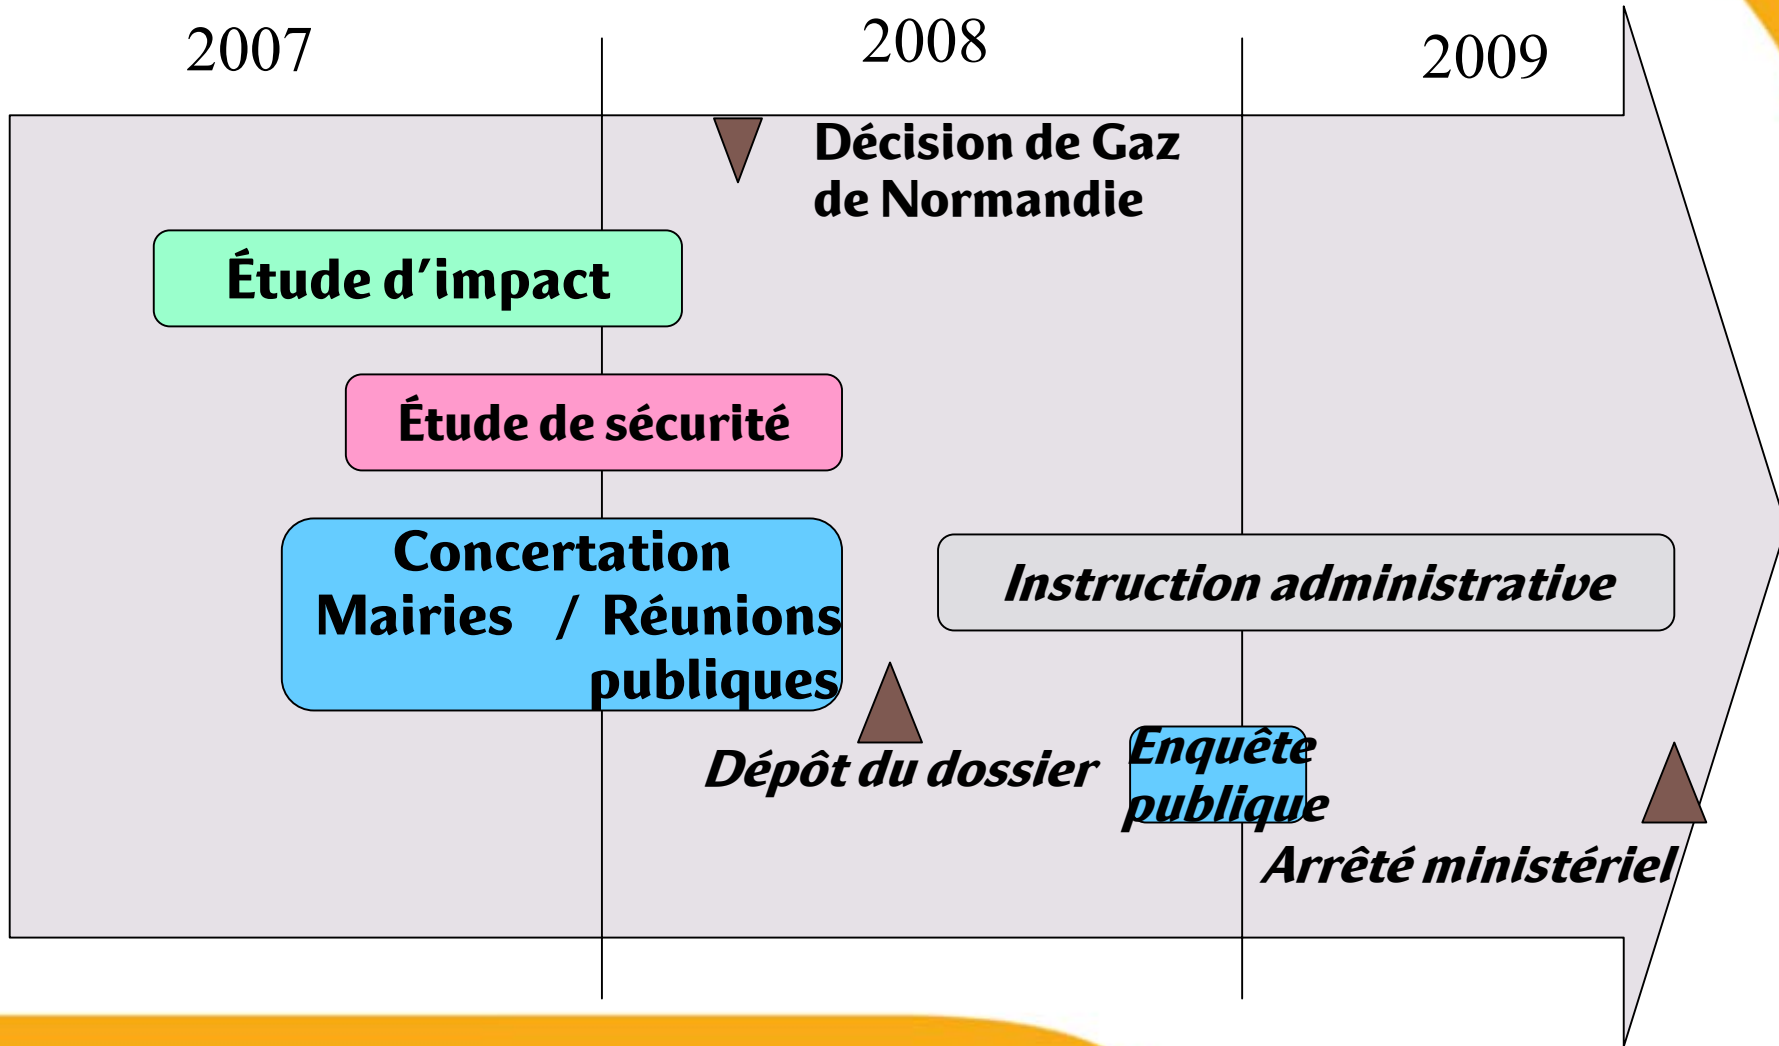 2007
2008
2009
Décision de Gaz
de Normandie
Étude d’impact
Étude de sécurité
Concertation
Mairies / Réunions
publiques
Instruction administrative
Dépôt du dossier
Enquête
publique
Arrêté ministériel